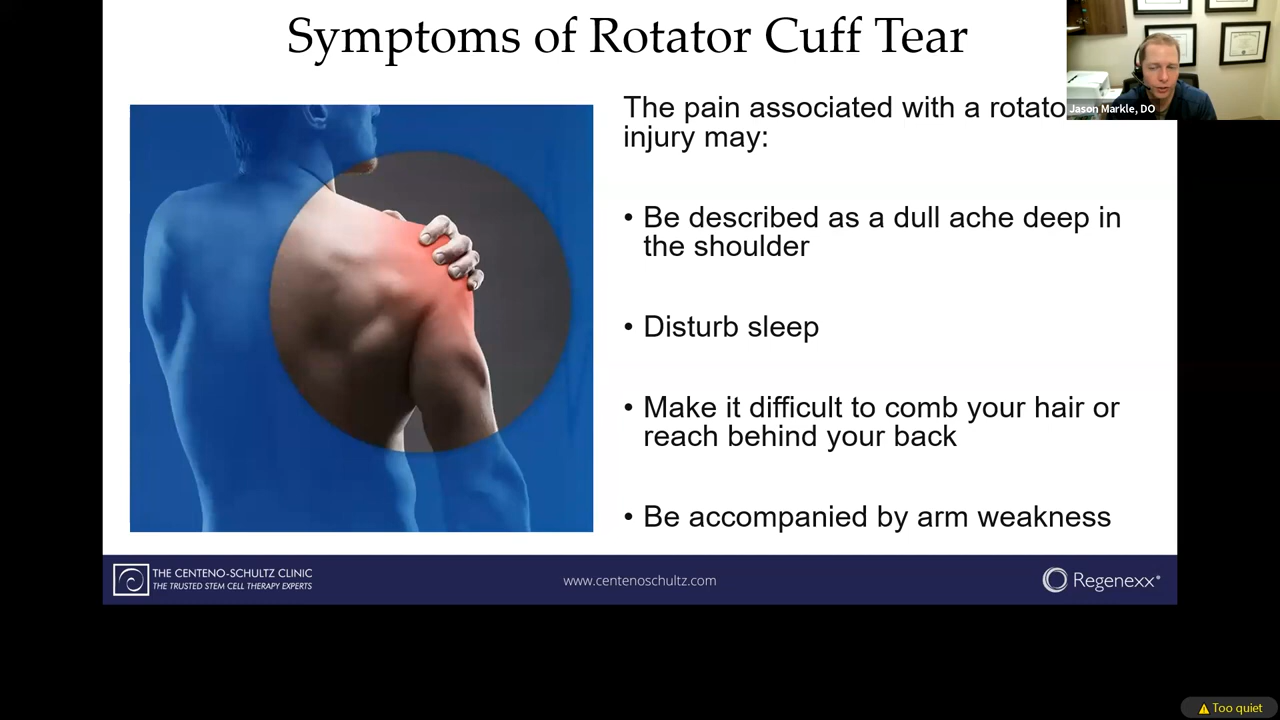 Symptoms of Rotator Cuff Tear
The pain associated with a rotato
injury may:
• Be described as a dull ache deep in
the shoulder
• Disturb sleep
• Make it difficult to comb your hair or
reach behind your back
• Be accompanied by arm weakness
Jason Markle, DO
THE CENTENO-SCHULTZ CLINIC
THE TRUSTED STEM CELL THERAPY EXPERTS
www.centenoschultz.com
Regenexx®
Too quiet